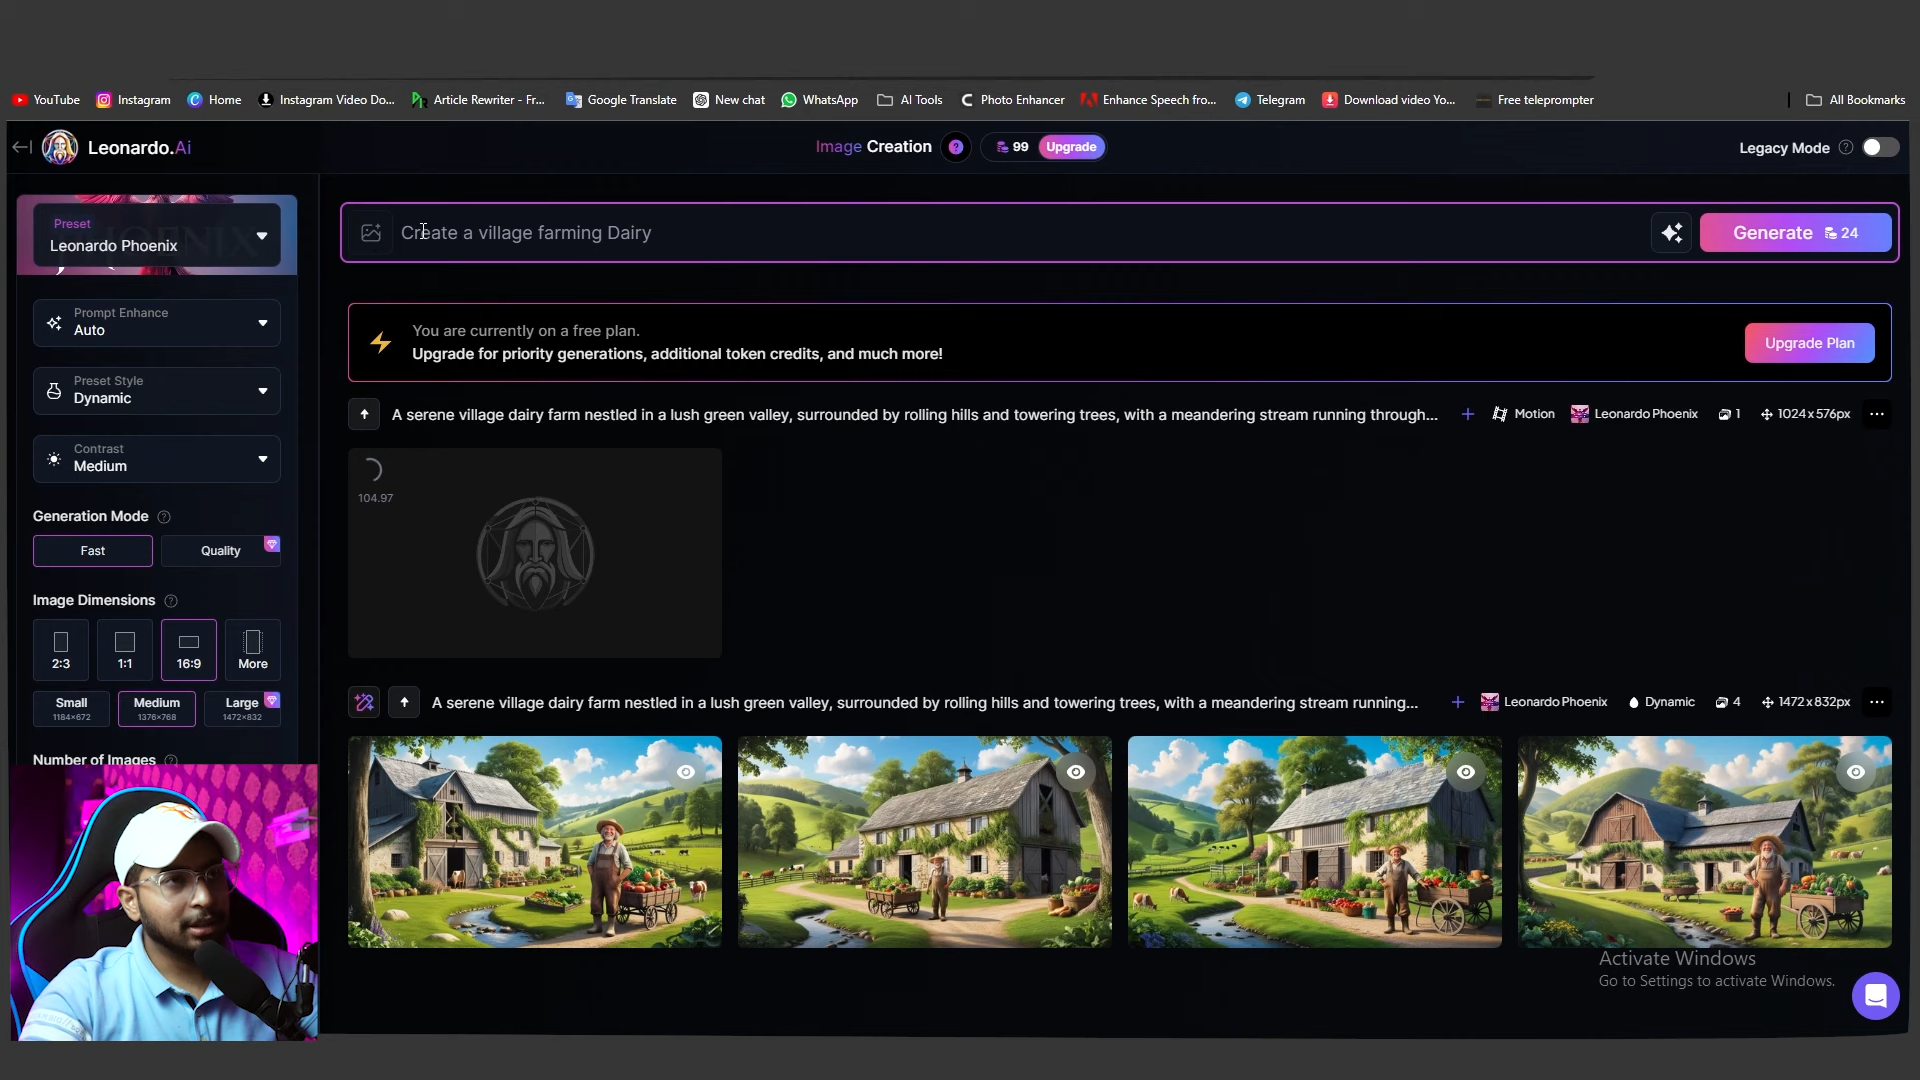 YouTube
Instagram
Home
Instagram Video Do...
Article Rewriter - Fr...
Google Translate
New chat
WhatsApp
AI Tools
Photo Enhancer
Enhance Speech fro...
Telegram
Download video Yo...
Free teleprompter
All Bookmarks
Leonardo.Ai
Image Creation
?
99
Upgrade
Legacy Mode
Preset
Leonardo Phoenix
Create a village farming Dairy
Generate 24
Prompt Enhance
Auto
You are currently on a free plan.
Upgrade for priority generations, additional token credits, and much more!
Upgrade Plan
Preset Style
Dynamic
A serene village dairy farm nestled in a lush green valley, surrounded by rolling hills and towering trees, with a meandering stream running through...
Motion
Leonardo Phoenix
1
1024x576px
Contrast
Medium
104.97
Generation Mode
Fast
Quality
Image Dimensions
2:3
1:1
16:9
More
Small
1184×672
Medium
1376×768
Large
1472×832
A serene village dairy farm nestled in a lush green valley, surrounded by rolling hills and towering trees, with a meandering stream running...
Leonardo Phoenix
Dynamic
4
1472x832px
Number of Images
Activate Windows
Go to Settings to activate Windows.